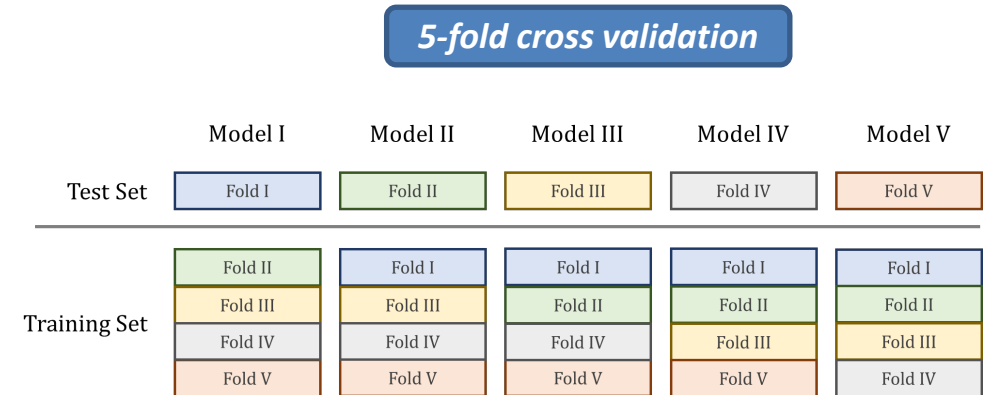 5-fold cross validation
Model I Model II Model III Model IV Model V
Test Set Fold I Fold II Fold III Fold IV Fold V
Fold II Fold I Fold I Fold I Fold I
Fold III Fold III Fold II Fold II Fold II
Training Set
Fold IV Fold IV Fold IV Fold III Fold III
Fold V Fold V Fold V Fold V Fold IV